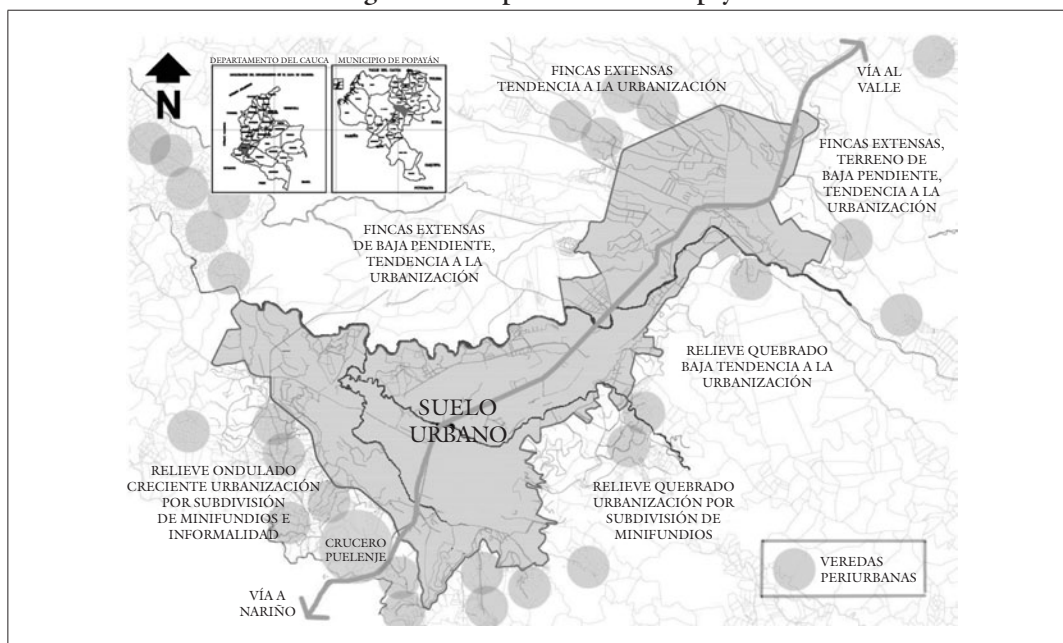 DEPARTAMENTO DEL CAUCA
MUNICIPIO DE POPAYÁN
N
FINCAS EXTENSAS
TENDENCIA A LA URBANIZACIÓN
VÍA AL
VALLE
FINCAS EXTENSAS,
TERRENO DE
BAJA PENDIENTE,
TENDENCIA A LA
URBANIZACIÓN
FINCAS EXTENSAS
DE BAJA PENDIENTE,
TENDENCIA A LA
URBANIZACIÓN
RELIEVE QUEBRADO
BAJA TENDENCIA A LA
URBANIZACIÓN
SUELO
URBANO
RELIEVE ONDULADO
CRECIENTE URBANIZACIÓN
POR SUBDIVISIÓN
DE MINIFUNDIOS E
INFORMALIDAD
RELIEVE QUEBRADO
URBANIZACIÓN POR
SUBDIVISIÓN DE
MINIFUNDIOS
CRUCERO
PUELENJE
VÍA A
NARIÑO
VEREDAS
PERIURBANAS